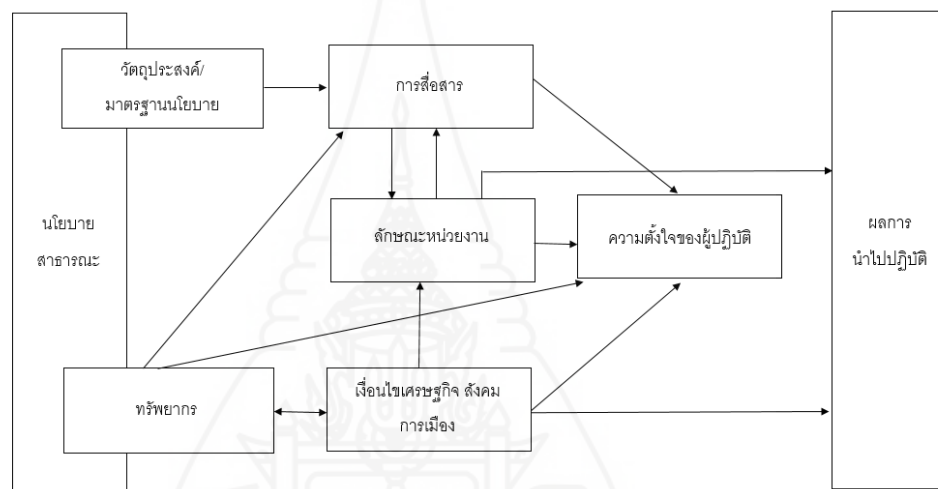 นโยบาย
สาธารณะ
วัตถุประสงค์/
มาตรฐานนโยบาย
การสื่อสาร
ลักษณะหน่วยงาน
ความตั้งใจของผู้ปฏิบัติ
ทรัพยากร
เงื่อนไขเศรษฐกิจ สังคม
การเมือง
ผลการ
นำไปปฏิบัติ